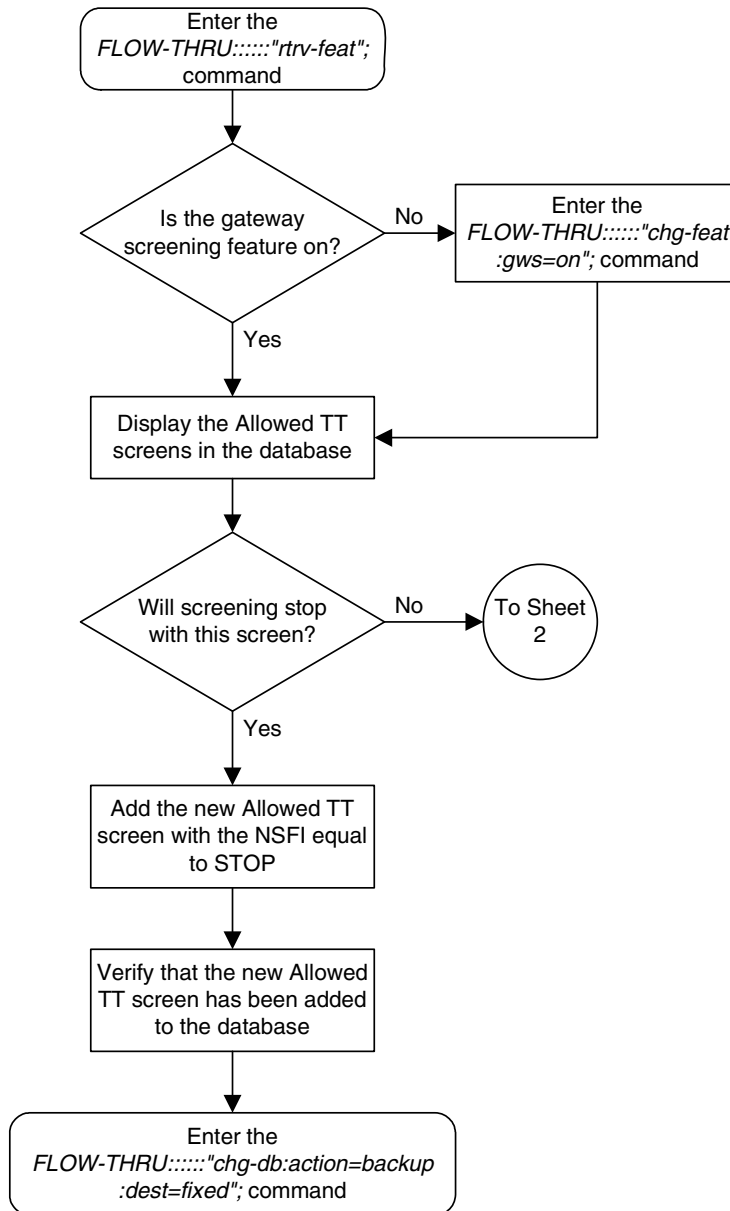 Enter the
FLOW-THRU::::::"rtrv-feat";
command
Is the gateway
screening feature on?
No
Enter the
FLOW-THRU::::::"chg-feat
:gws=on"; command
Yes
Display the Allowed TT
screens in the database
Will screening stop
with this screen?
No
To Sheet
2
Yes
Add the new Allowed TT
screen with the NSFI equal
to STOP
Verify that the new Allowed
TT screen has been added
to the database
Enter the
FLOW-THRU::::::"chg-db:action=backup
:dest=fixed"; command